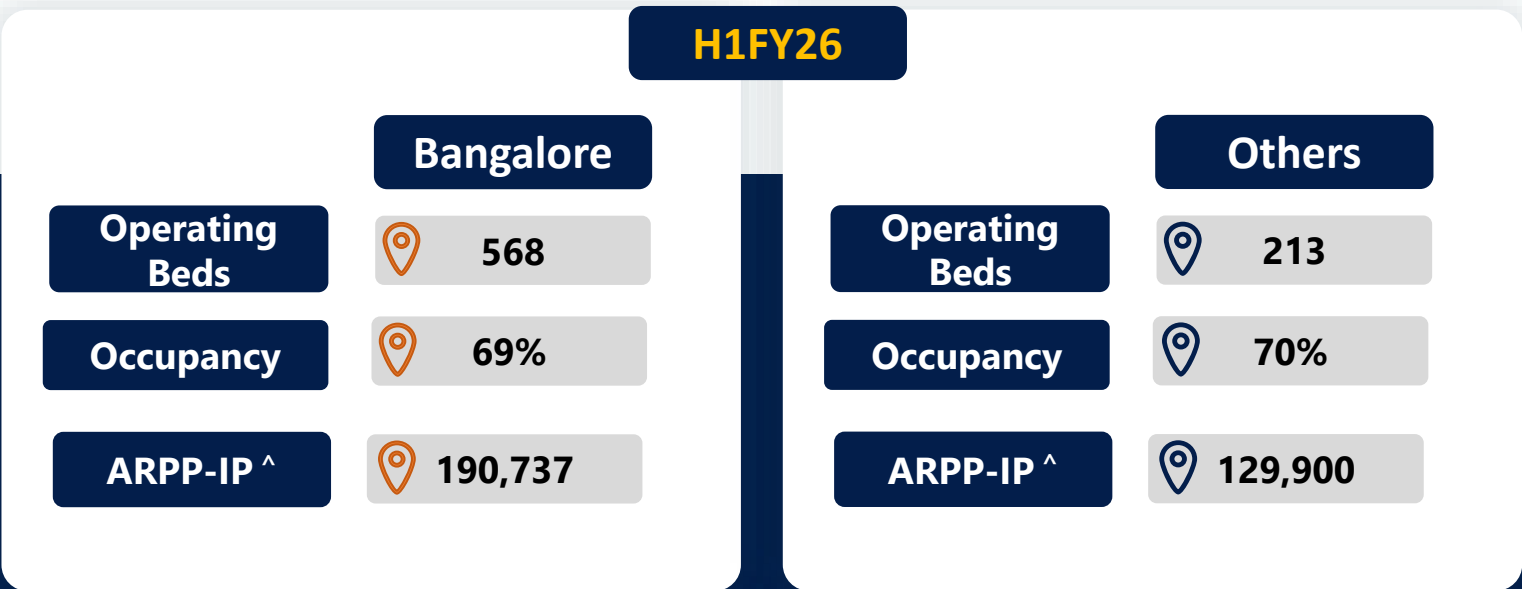 H1FY26
Bangalore
Operating
Beds
568
Occupancy
69%
ARPP-IP ^
190,737
Others
Operating
Beds
213
Occupancy
70%
ARPP-IP ^
129,900